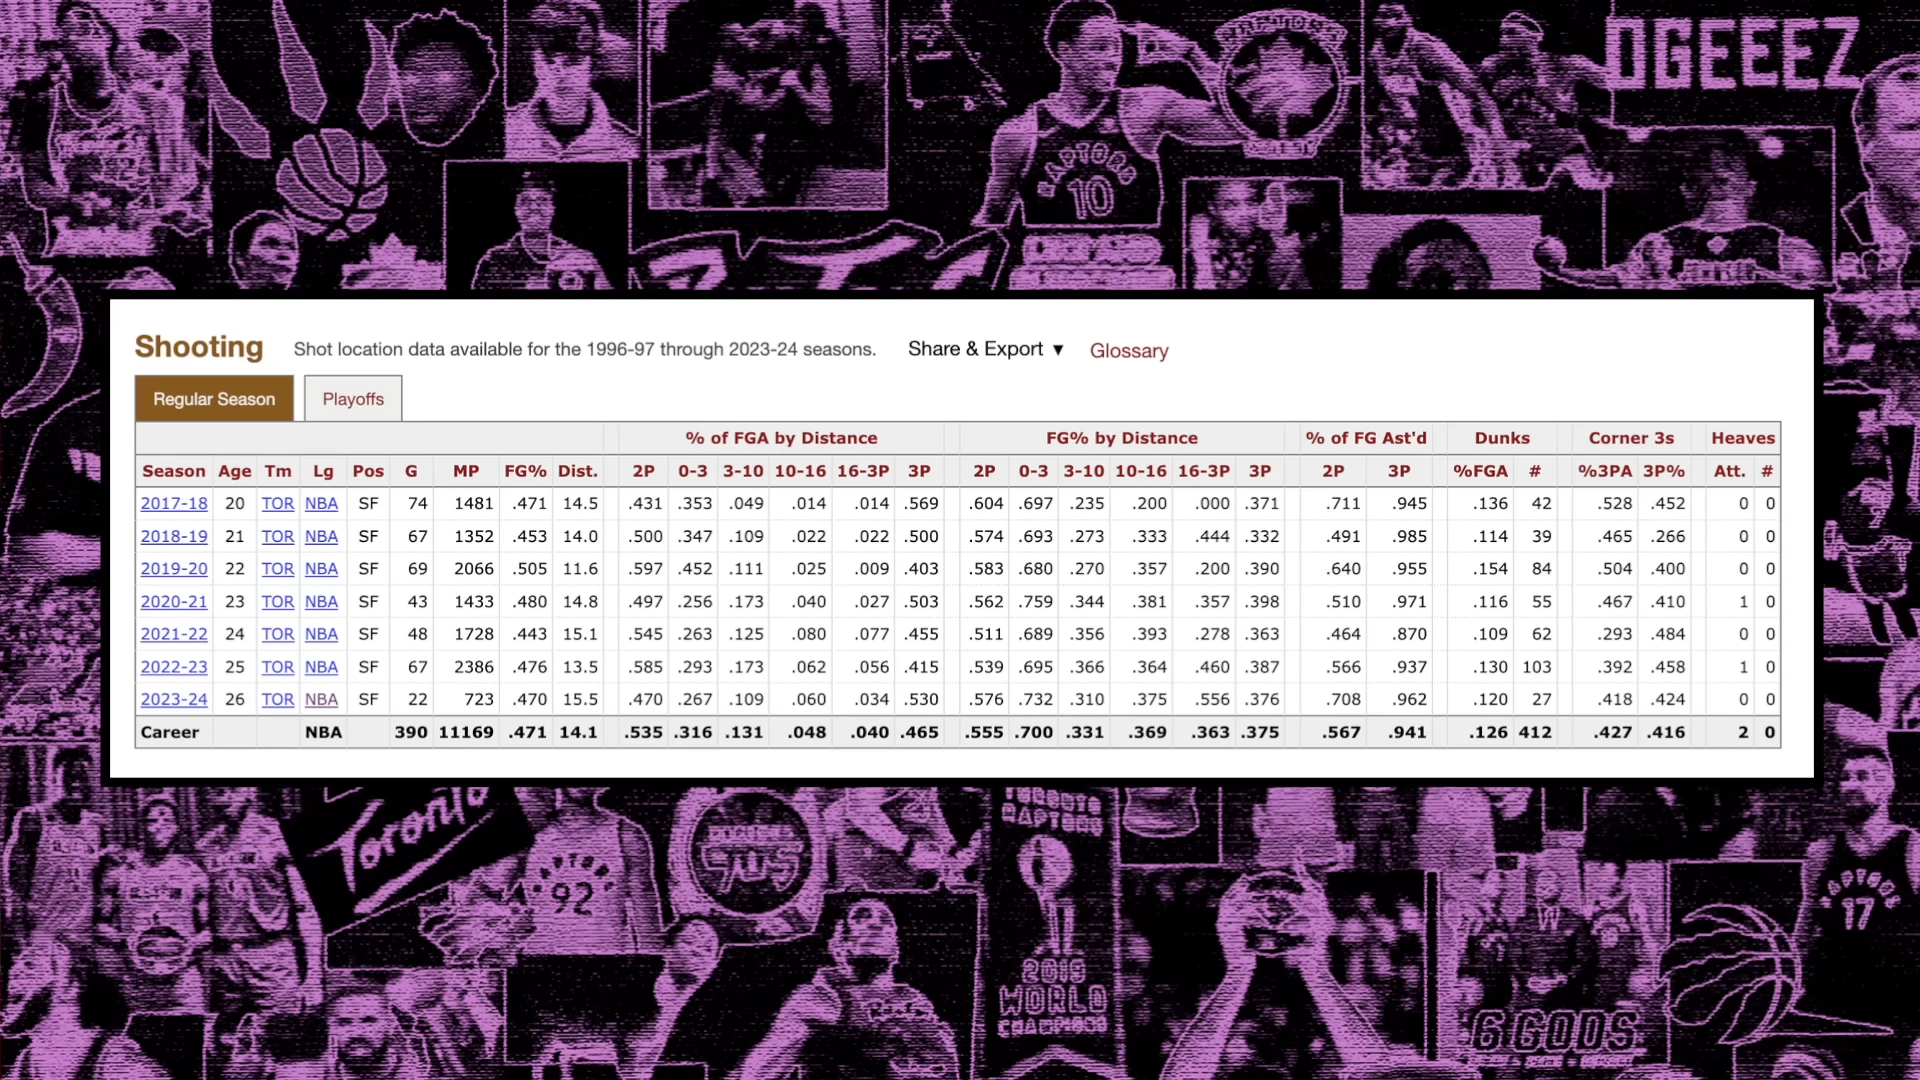 OGEEEZ
RAPTORS
10
Shooting Shot location data available for the 1996-97 through 2023-24 seasons. Share & Export ▼ Glossary
Regular Season Playoffs
% of FGA by Distance FG% by Distance % of FG Ast'd Dunks Corner 3s Heaves
Season Age Tm Lg Pos G MP FG% Dist. 2P 0-3 3-10 10-16 16-3P 3P 2P 0-3 3-10 10-16 16-3P 3P 2P 3P %FGA # %3PA 3P% Att. #
2017-18 20 TOR NBA SF 74 1481 .471 14.5 .431 .353 .049 .014 .014 .569 .604 .697 .235 .200 .000 .371 .711 .945 .136 42 .528 .452 0 0
2018-19 21 TOR NBA SF 67 1352 .453 14.0 .500 .347 .109 .022 .022 .500 .574 .693 .273 .333 .444 .332 .491 .985 .114 39 .465 .266 0 0
2019-20 22 TOR NBA SF 69 2066 .505 11.6 .597 .452 .111 .025 .009 .403 .583 .680 .270 .357 .200 .390 .640 .955 .154 84 .504 .400 0 0
2020-21 23 TOR NBA SF 43 1433 .480 14.8 .497 .256 .173 .040 .027 .503 .562 .759 .344 .381 .357 .398 .510 .971 .116 55 .467 .410 1 0
2021-22 24 TOR NBA SF 48 1728 .443 15.1 .545 .263 .125 .080 .077 .455 .511 .689 .356 .393 .278 .363 .464 .870 .109 62 .293 .484 0 0
2022-23 25 TOR NBA SF 67 2386 .476 13.5 .585 .293 .173 .062 .056 .415 .539 .695 .366 .364 .460 .387 .566 .937 .130 103 .392 .458 1 0
2023-24 26 TOR NBA SF 22 723 .470 15.5 .470 .267 .109 .060 .034 .530 .576 .732 .310 .375 .556 .376 .708 .962 .120 27 .418 .424 0 0
Career NBA 390 11169 .471 14.1 .535 .316 .131 .048 .040 .465 .555 .700 .331 .369 .363 .375 .567 .941 .126 412 .427 .416 2 0
Toronto
92
TORONTO
RAPTORS
17
2019
WORLD
CHAMPIONS
6GODS